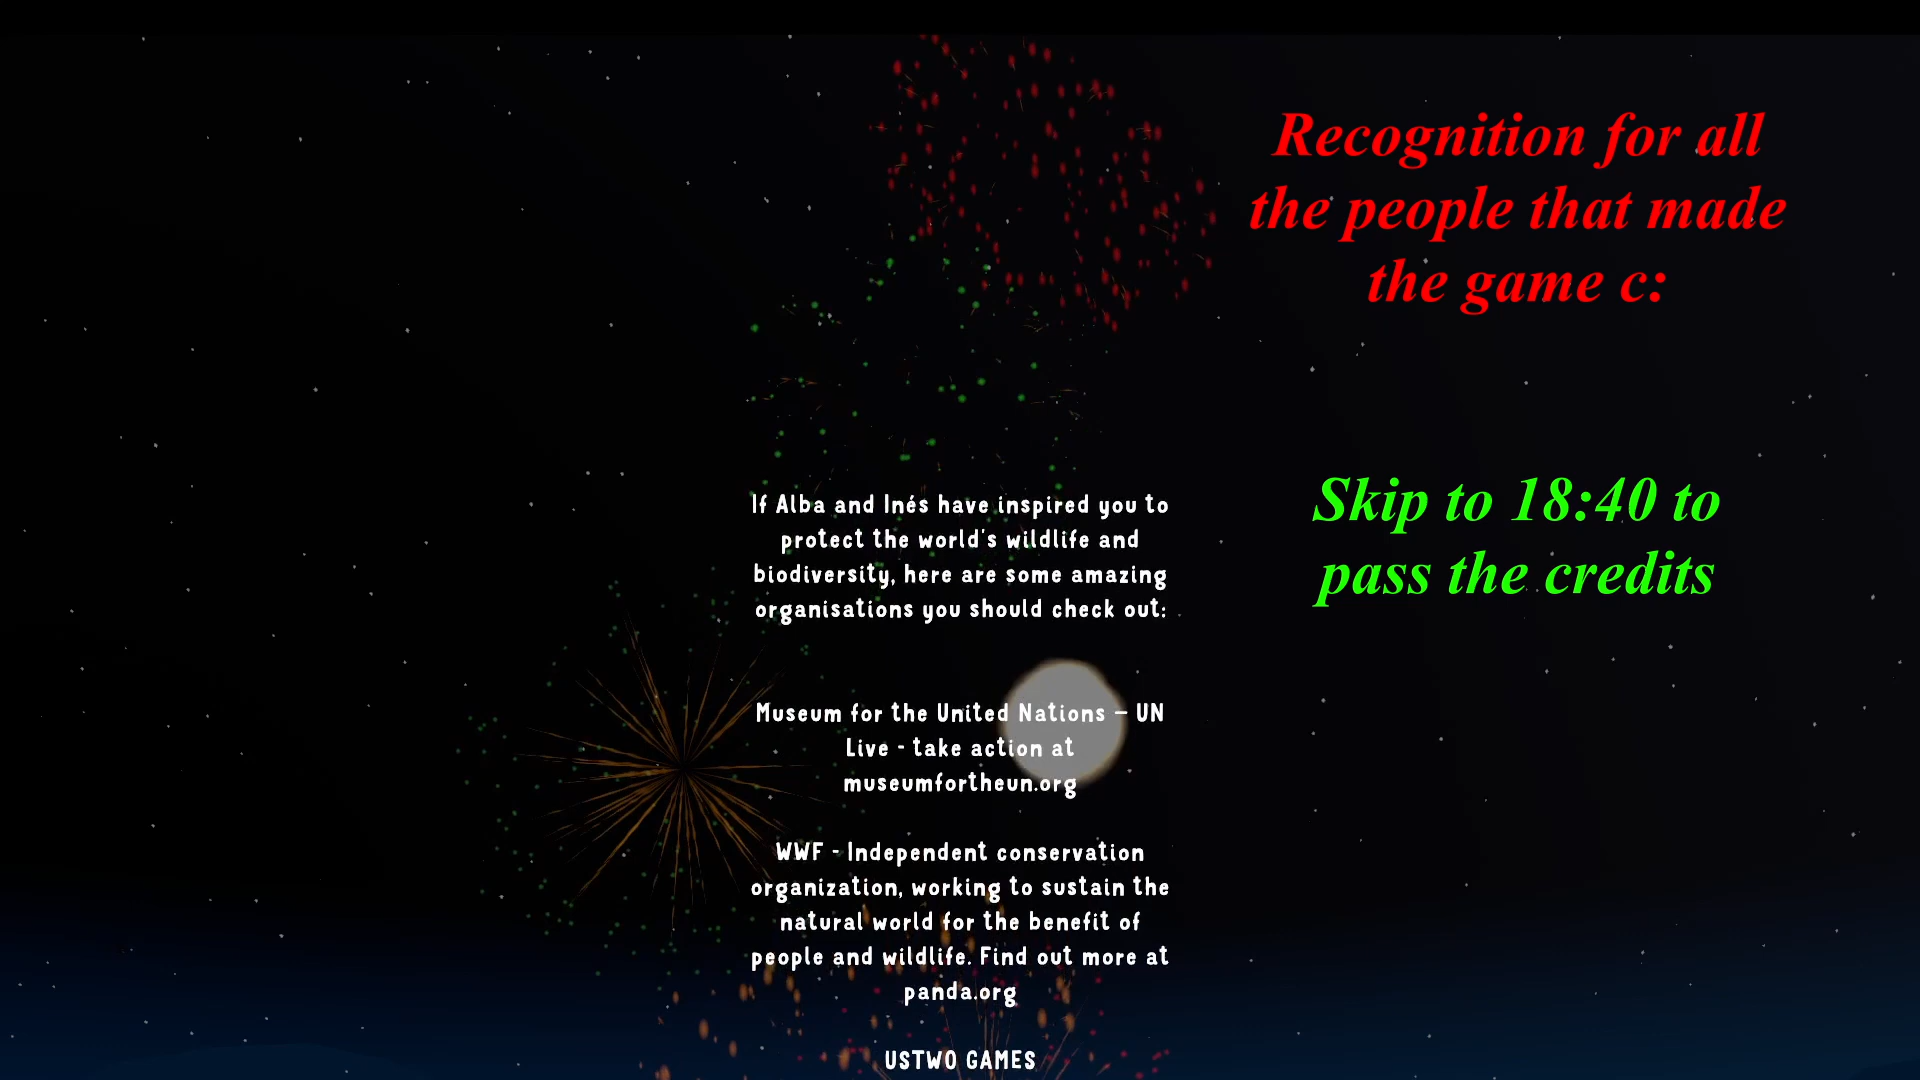 Recognition for all
the people that made
the game c:
Skip to 18:40 to
pass the credits
If Alba and Inés have inspired you to
protect the world's wildlife and
biodiversity, here are some amazing
organisations you should check out:
Museum for the United Nations – UN
Live - take action at
museumfortheun.org
WWF - Independent conservation
organization, working to sustain the
natural world for the benefit of
people and wildlife. Find out more at
panda.org
USTWO GAMES